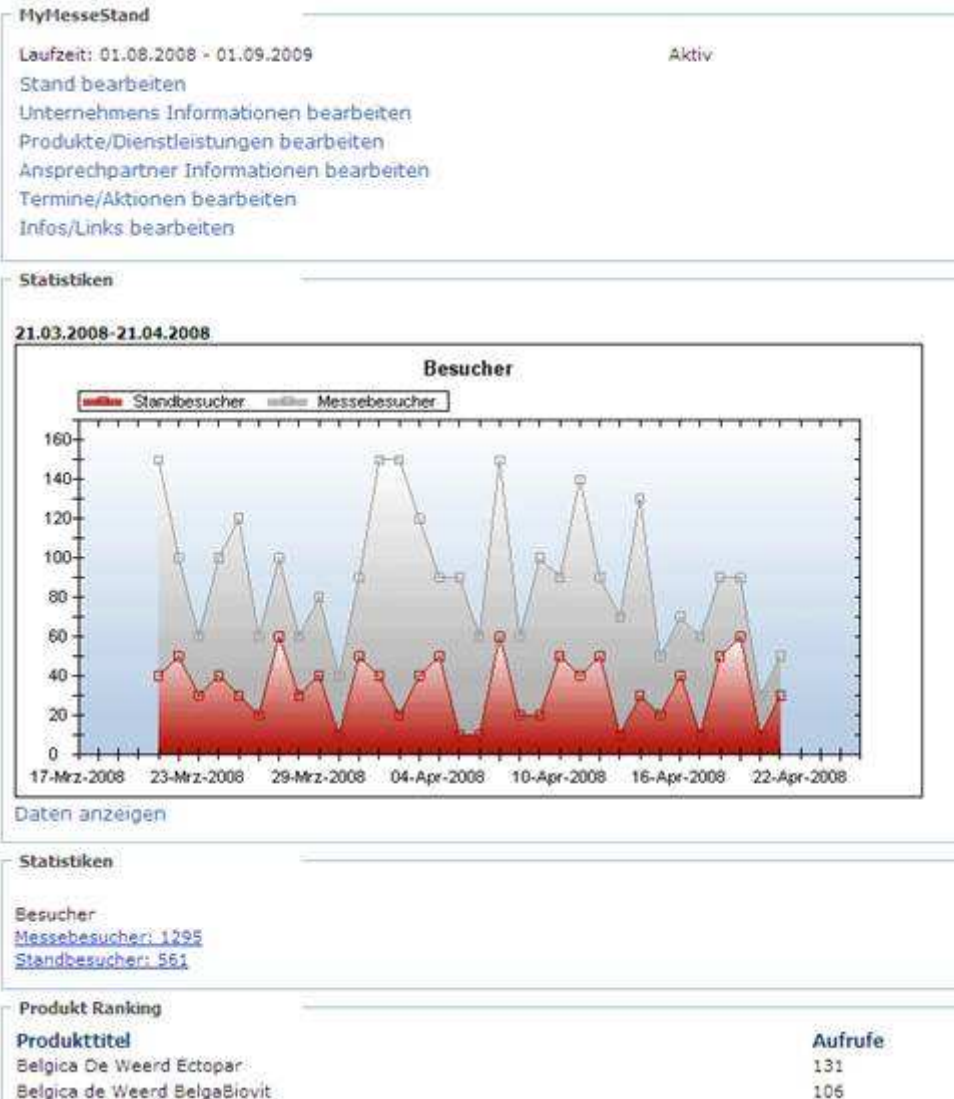 MyMesseStand
Laufzeit: 01.08.2008 - 01.09.2009 Aktiv
Stand bearbeiten
Unternehmens Informationen bearbeiten
Produkte/Dienstleistungen bearbeiten
Ansprechpartner Informationen bearbeiten
Termine/Aktionen bearbeiten
Infos/Links bearbeiten
Statistiken
21.03.2008-21.04.2008
Besucher
Standbesucher Messebesucher
160
140
120
100
80
60
40
20
0
17-Mrz-2008 23-Mrz-2008 29-Mrz-2008 04-Apr-2008 10-Apr-2008 16-Apr-2008 22-Apr-2008
Daten anzeigen
Statistiken
Besucher
Messebesucher: 1295
Standbesucher: 561
Produkt Ranking
Produkttitel Aufrufe
Belgica De Weerd Ectopar 131
Belgica de Weerd BelgaBiovit 106